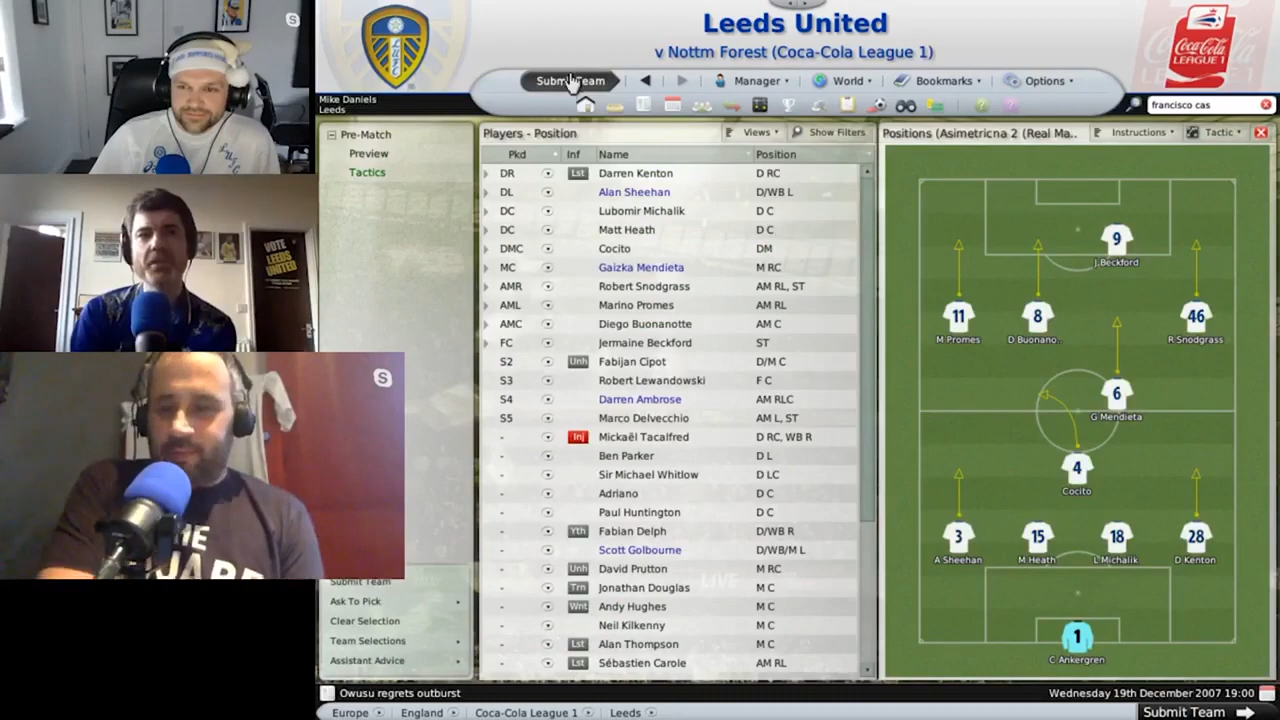 Leeds United
v Nottm Forest (Coca-Cola League 1)
Submit Team
Manager
World
Bookmarks
Options
Mike Daniels
Leeds
francisco cas
Coca-Cola
LEAGUE 1
LUFC
VOTE
LEEDS
UNITED
Pre-Match
Preview
Tactics
Submit Team
Ask To Pick
Clear Selection
Team Selections
Assistant Advice
Players - Position
Views
Show Filters
Pkd Inf Name Position
DR Lst Darren Kenton D RC
DL Alan Sheehan D/WB L
DC Lubomir Michalik D C
DC Matt Heath D C
DMC Cocito DM
MC Gaizka Mendieta M RC
AMR Robert Snodgrass AM RL, ST
AML Marino Promes AM RL
AMC Diego Buonanotte AM C
FC Jermaine Beckford ST
S2 Unh Fabijan Cipot D/M C
S3 Robert Lewandowski F C
S4 Darren Ambrose AM RLC
S5 Marco Delvecchio AM L, ST
- Inj Mickaël Tacalfred D RC, WB R
- Ben Parker D L
- Sir Michael Whitlow D LC
- Adriano D C
- Paul Huntington D C
- Yth Fabian Delph D/WB R
- Scott Golbourne D/WB/M L
- Unh David Prutton M RC
- Trn Jonathan Douglas M C
- Wnt Andy Hughes M C
- Neil Kilkenny M C
- Lst Alan Thompson M C
- Lst Sébastien Carole AM RL
Positions (Asimetricna 2 (Real Ma..
Instructions
Tactic
9
J Beckford
11
M Promes
8
D Buonano..
46
R Snodgrass
6
G Mendieta
4
Cocito
3
A Sheehan
15
M Heath
18
L Michalik
28
D Kenton
1
C Ankergren
Owusu regrets outburst
Wednesday 19th December 2007 19:00
Europe
England
Coca-Cola League 1
Leeds
Submit Team